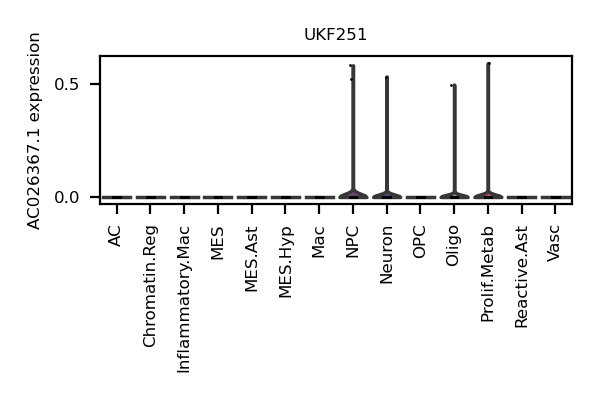 UKF251
AC026367.1 expression
0.5
0.0
AC
Chromatin.Reg
Inflammatory.Mac
MES
MES.Ast
MES.Hyp
Mac
NPC
Neuron
OPC
Oligo
Prolif.Metab
Reactive.Ast
Vasc